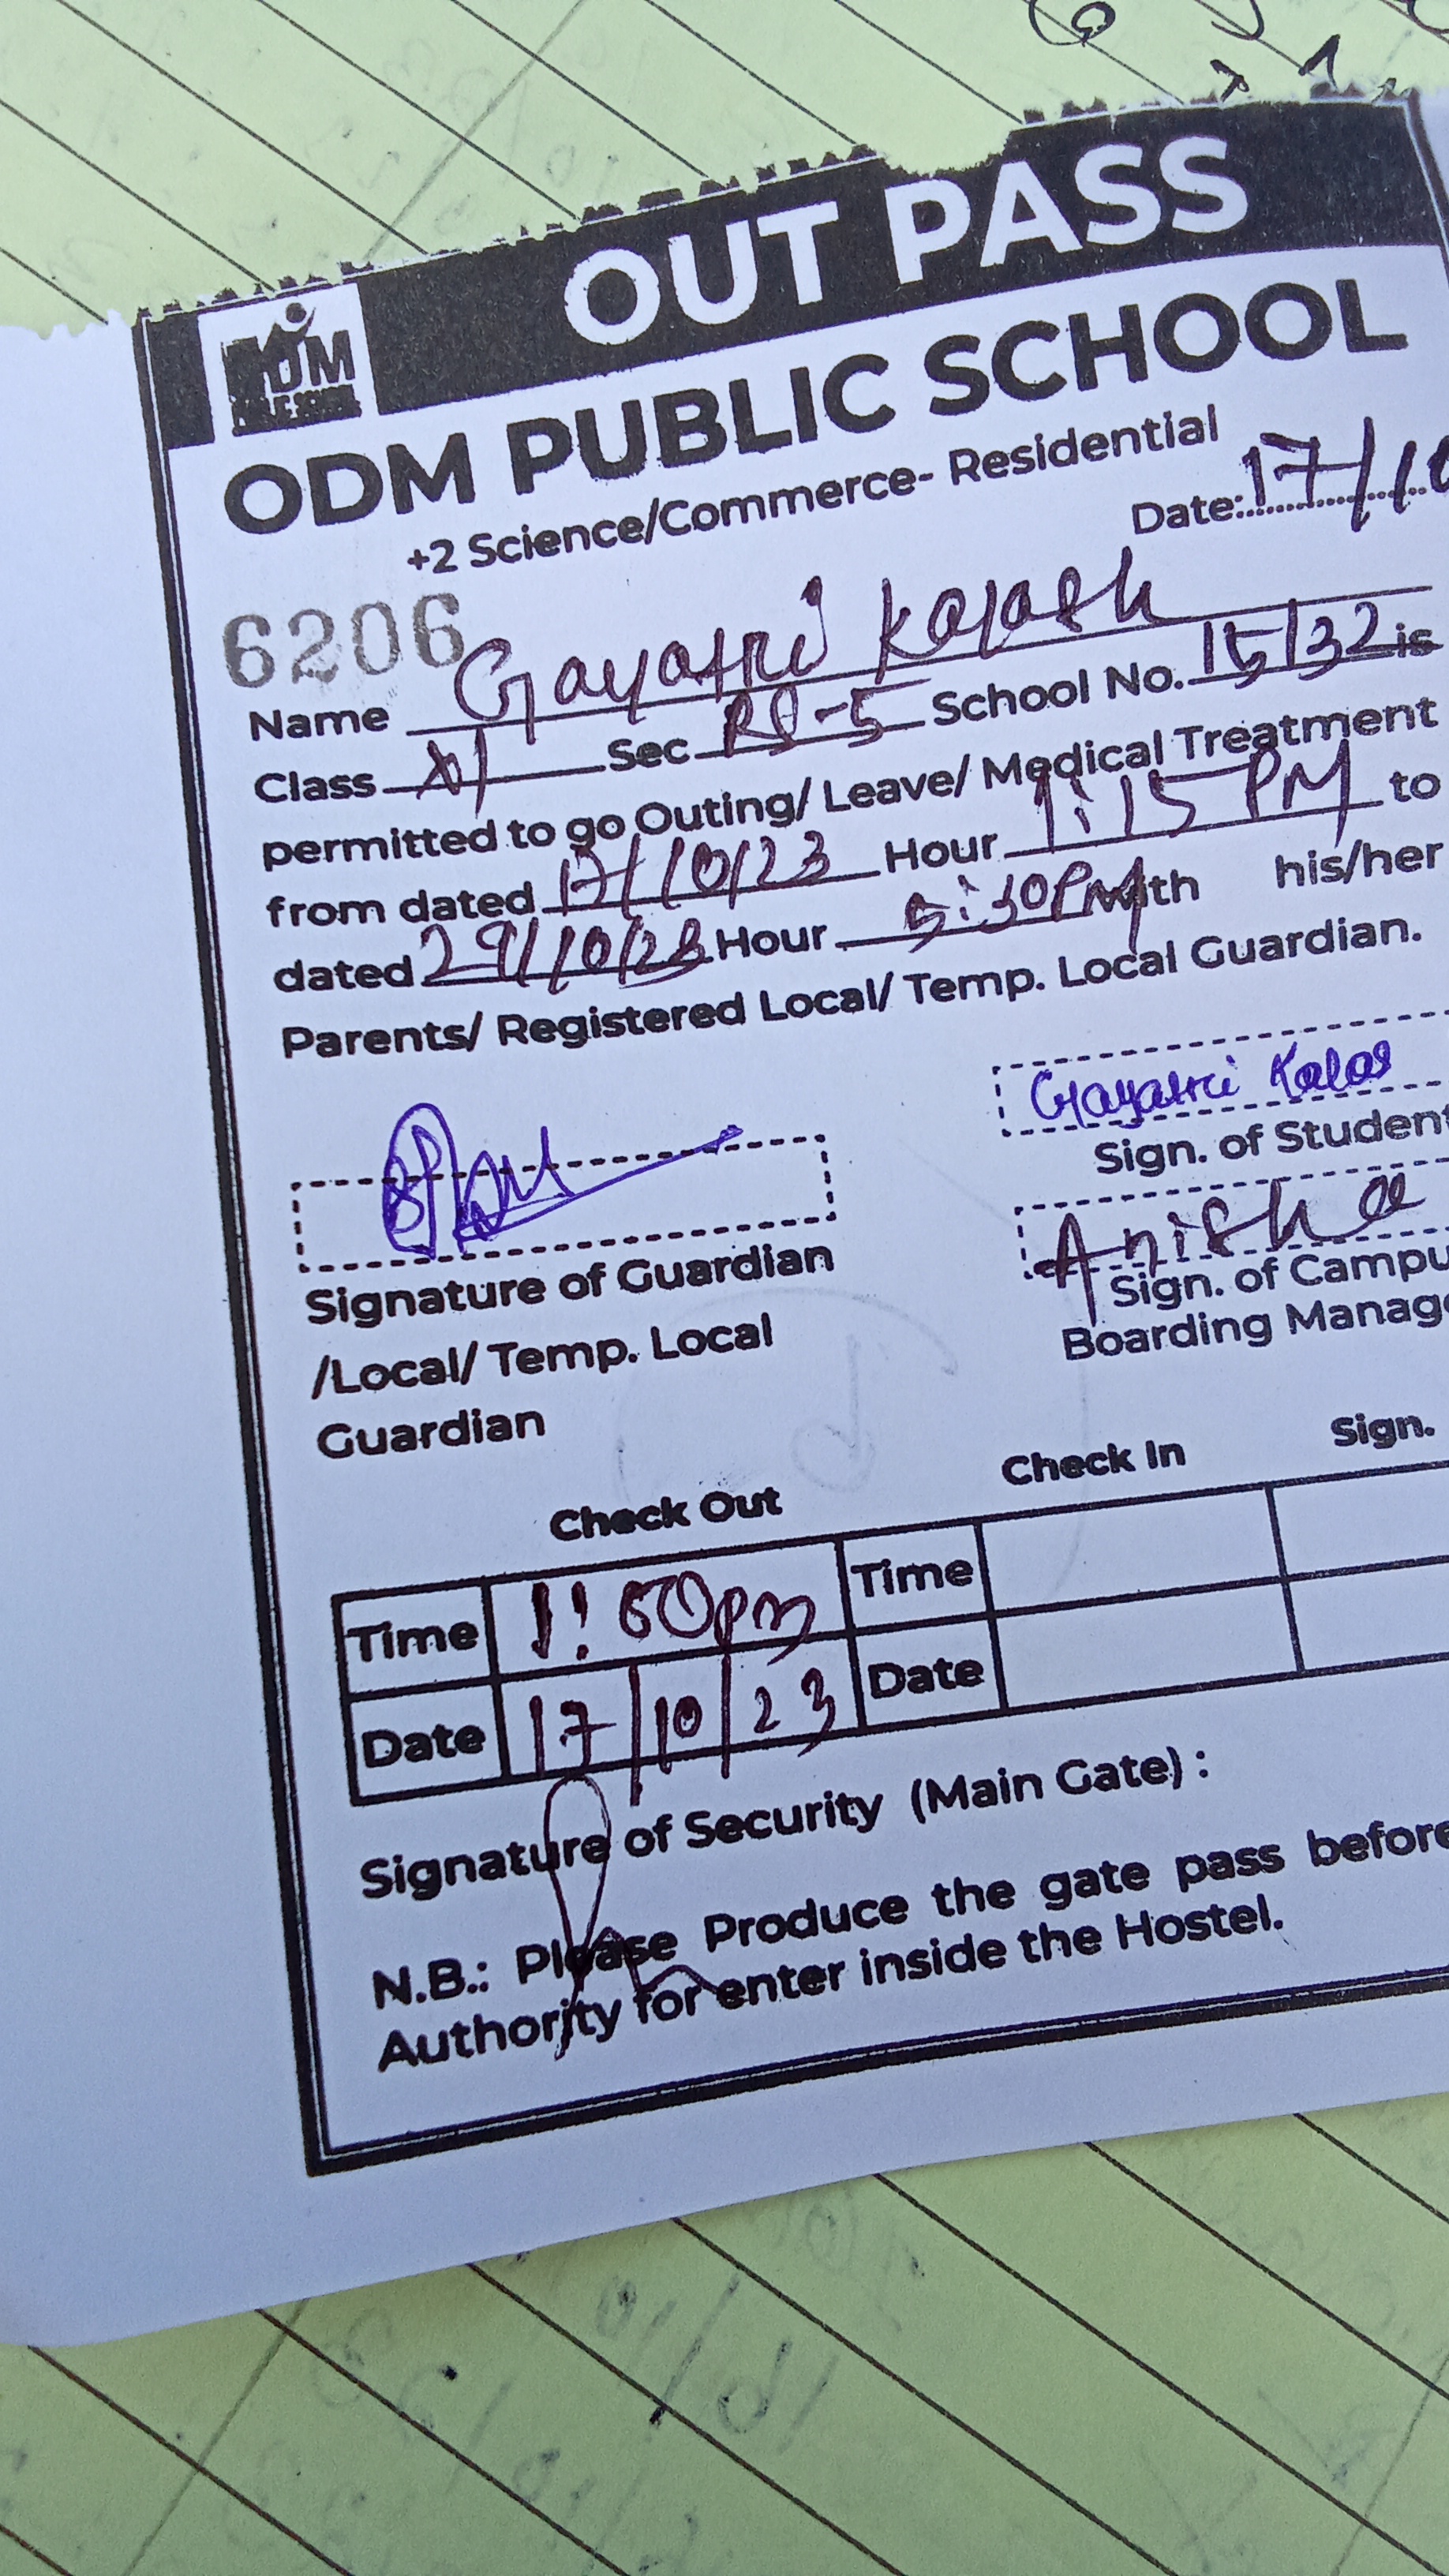 OUT PASS
ODM PUBLIC SCHOOL
ODM PUBLIC SCHOOL
+2 Science/Commerce- Residential
Date: 17/10
6206
Name Gayatri Kalash
Class XI Sec RS-5 School No. 15132 is
permitted to go Outing/ Leave/ Medical Treatment
from dated 17/10/23 Hour 1:15 PM to
dated 29/10/23 Hour 5:30PM with his/her
Parents/ Registered Local/ Temp. Local Guardian.
Gayatri Kalas
Sign. of Student
Anisha
Signature of Guardian Sign. of Campu
/Local/ Temp. Local Boarding Manag
Guardian
Check Out Check In Sign.
Time 1:50pm Time
Date 17/10/23 Date
Signature of Security (Main Gate) :
N.B.: Please Produce the gate pass before
Authority for enter inside the Hostel.